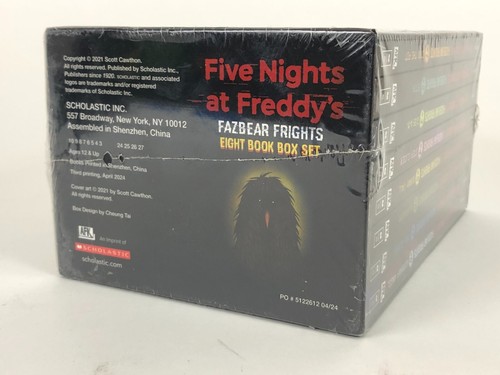 Copyright © 2021 Scott Cawthon.
All rights reserved. Published by Scholastic Inc.,
Publishers since 1920. SCHOLASTIC and associated
logos are trademarks and/or registered
trademarks of Scholastic Inc.
SCHOLASTIC INC.
557 Broadway, New York, NY 10012
Assembled in Shenzhen, China
24 25 26 27
Ages 12 & Up
Books Printed in Shenzhen, China
Third printing, April 2024
Cover art © 2021 by Scott Cawthon.
Box Design by Cheung Tai
AFK
An Imprint of
SCHOLASTIC
scholastic.com
Five Nights
at Freddy's
FAZBEAR FRIGHTS
EIGHT BOOK BOX SET
PO # 5122612 04/24